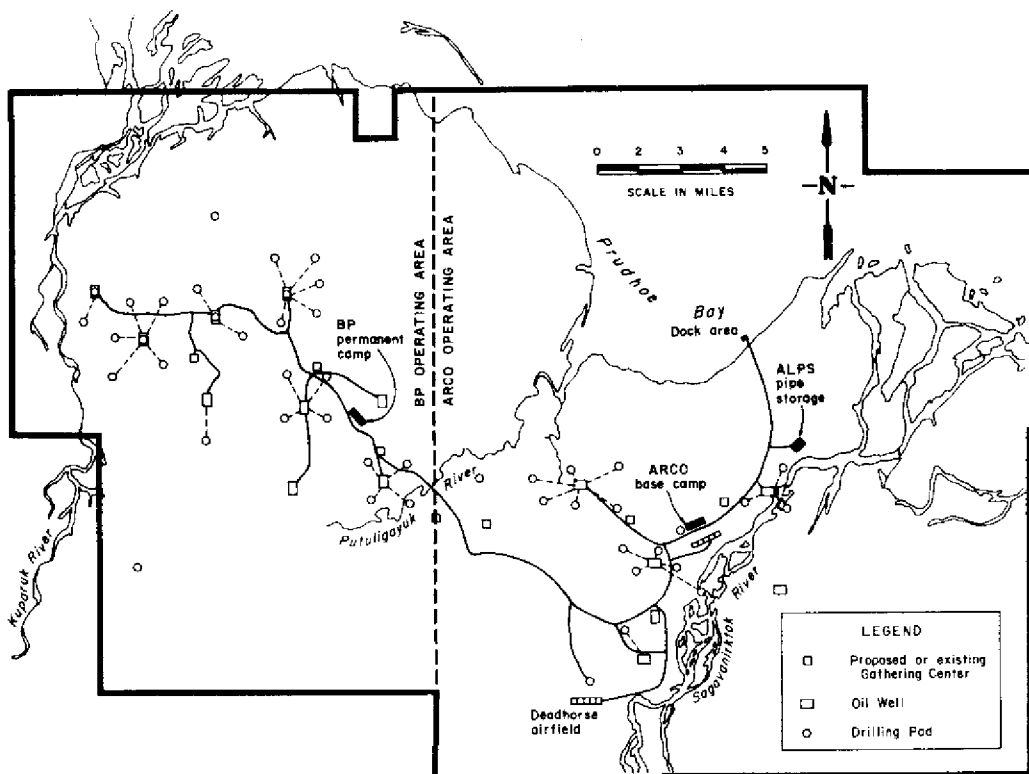 0 2 3 4 5
SCALE IN MILES
N
Prudhoe
Bay
Dock area
BP OPERATING AREA
ARCO OPERATING AREA
BP
permanent
camp
ALPS
pipe
storage
ARCO
base camp
River
Putuligayuk
Kuparuk River
River
Sagavanirktok
Deadhorse
airfield
LEGEND
Proposed or existing
Gathering Center
Oil Well
Drilling Pad